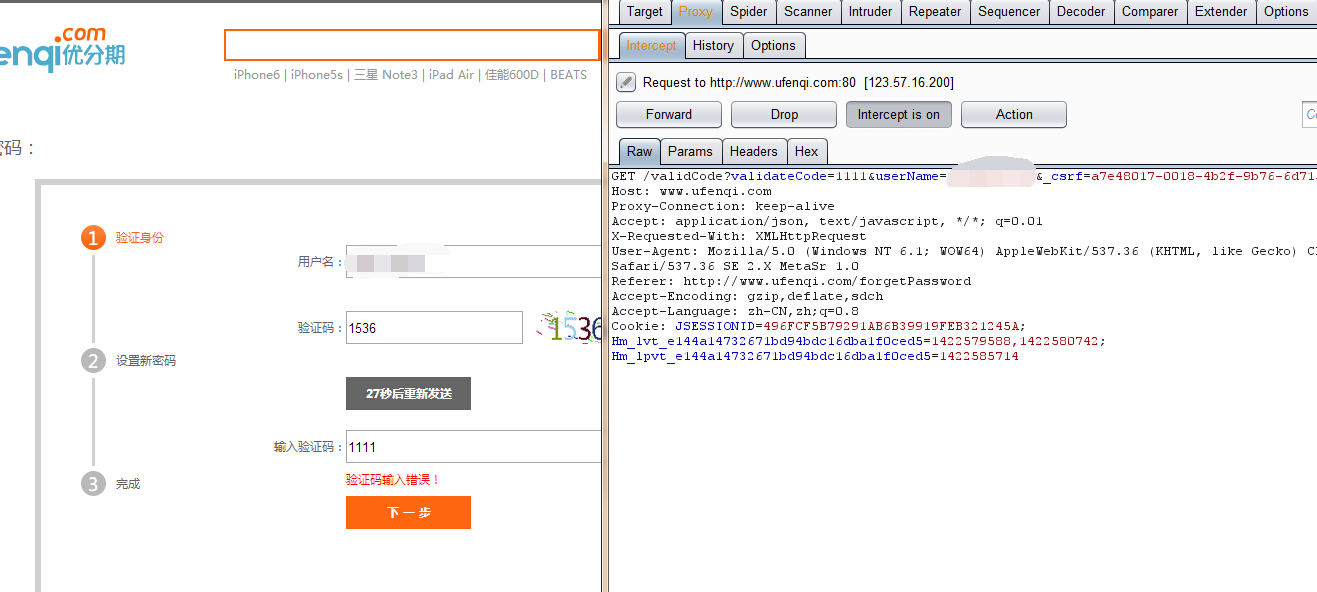 .com
enqi优分期
iPhone6 | iPhone5s | 三星 Note3 | iPad Air | 佳能600D | BEATS
密码：
1 验证身份
用户名：
验证码：1536
1536
2 设置新密码
27秒后重新发送
输入验证码：1111
验证码输入错误！
3 完成
下一步
Target Proxy Spider Scanner Intruder Repeater Sequencer Decoder Comparer Extender Options
Intercept History Options
Request to http://www.ufenqi.com:80 [123.57.16.200]
Forward Drop Intercept is on Action
Raw Params Headers Hex
GET /validCode?validateCode=1111&userName= &_csrf=a7e48017-0018-4b2f-9b76-6d71
Host: www.ufenqi.com
Proxy-Connection: keep-alive
Accept: application/json, text/javascript, */*; q=0.01
X-Requested-With: XMLHttpRequest
User-Agent: Mozilla/5.0 (Windows NT 6.1; WOW64) AppleWebKit/537.36 (KHTML, like Gecko)
Safari/537.36 SE 2.X MetaSr 1.0
Referer: http://www.ufenqi.com/forgetPassword
Accept-Encoding: gzip,deflate,sdch
Accept-Language: zh-CN,zh;q=0.8
Cookie: JSESSIONID=496FCF5B79291AB6B39919FEB321245A;
Hm_lvt_e144a14732671bd94bdc16dba1f0ced5=1422579588,1422580742;
Hm_lpvt_e144a14732671bd94bdc16dba1f0ced5=1422585714